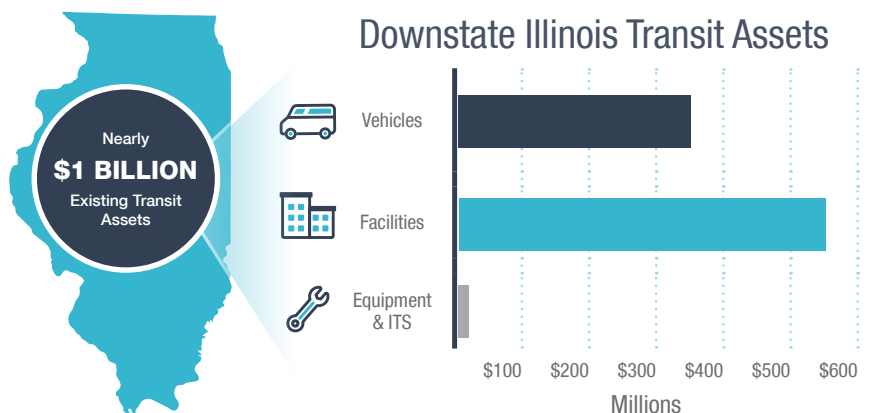 Downstate Illinois Transit Assets
Nearly
$1 BILLION
Existing Transit
Assets
Vehicles
Facilities
Equipment
& ITS
$100 $200 $300 $400 $500 $600
Millions